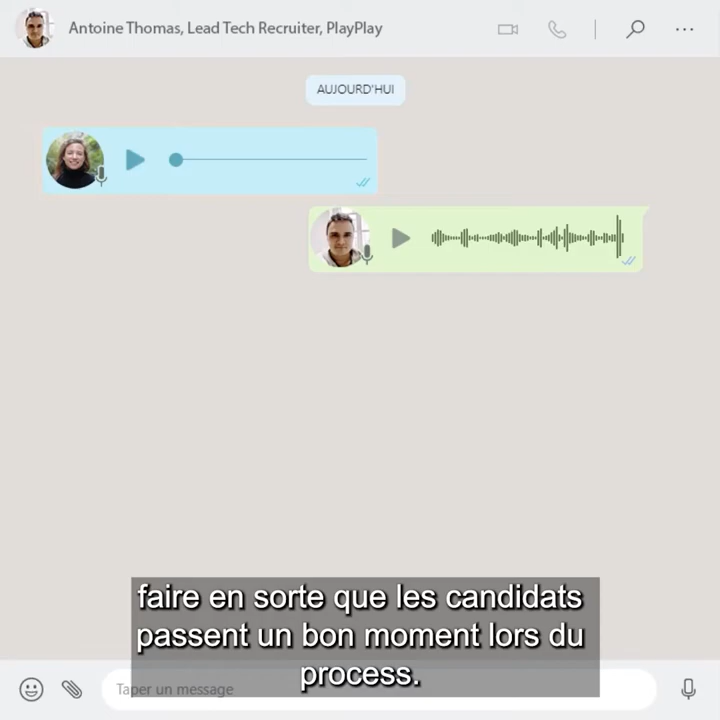 Antoine Thomas, Lead Tech Recruiter, PlayPlay
AUJOURD'HUI
faire en sorte que les candidats
passent un bon moment lors du
process.
Taper un message